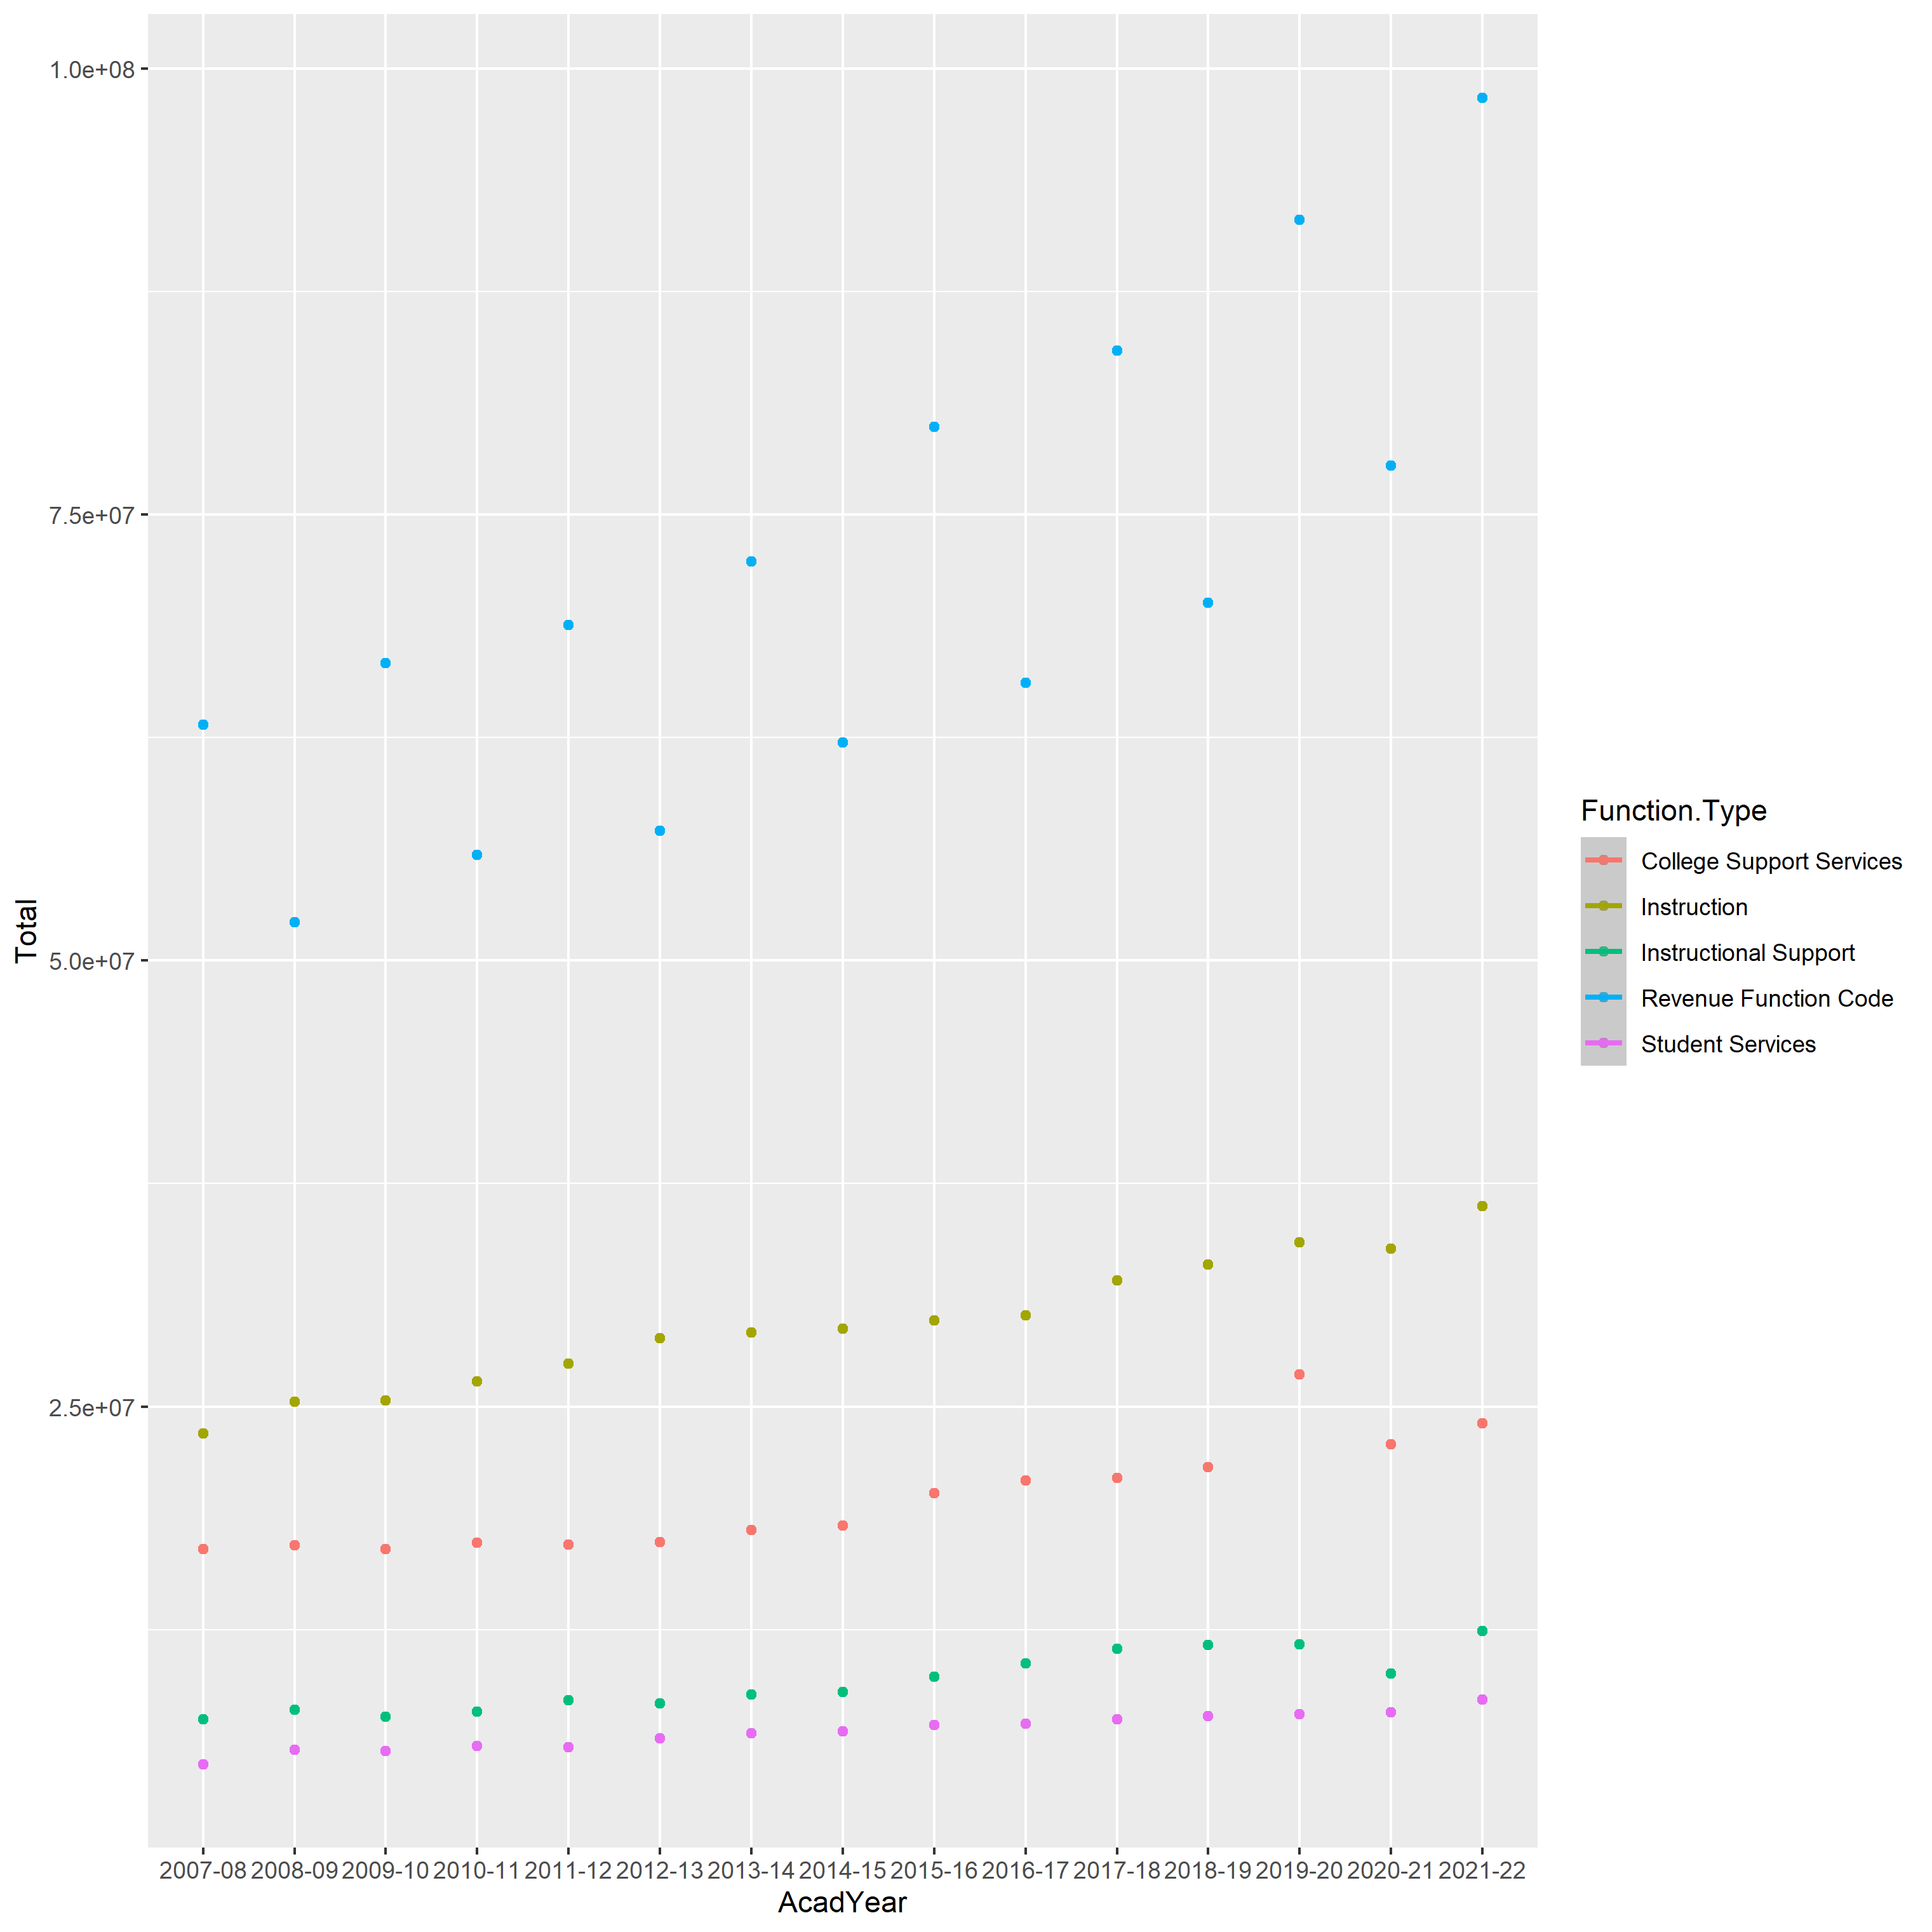 1.0e+08
7.5e+07
5.0e+07
2.5e+07
Total
2007-08 2008-09 2009-10 2010-11 2011-12 2012-13 2013-14 2014-15 2015-16 2016-17 2017-18 2018-19 2019-20 2020-21 2021-22
AcadYear
Function.Type
College Support Services
Instruction
Instructional Support
Revenue Function Code
Student Services